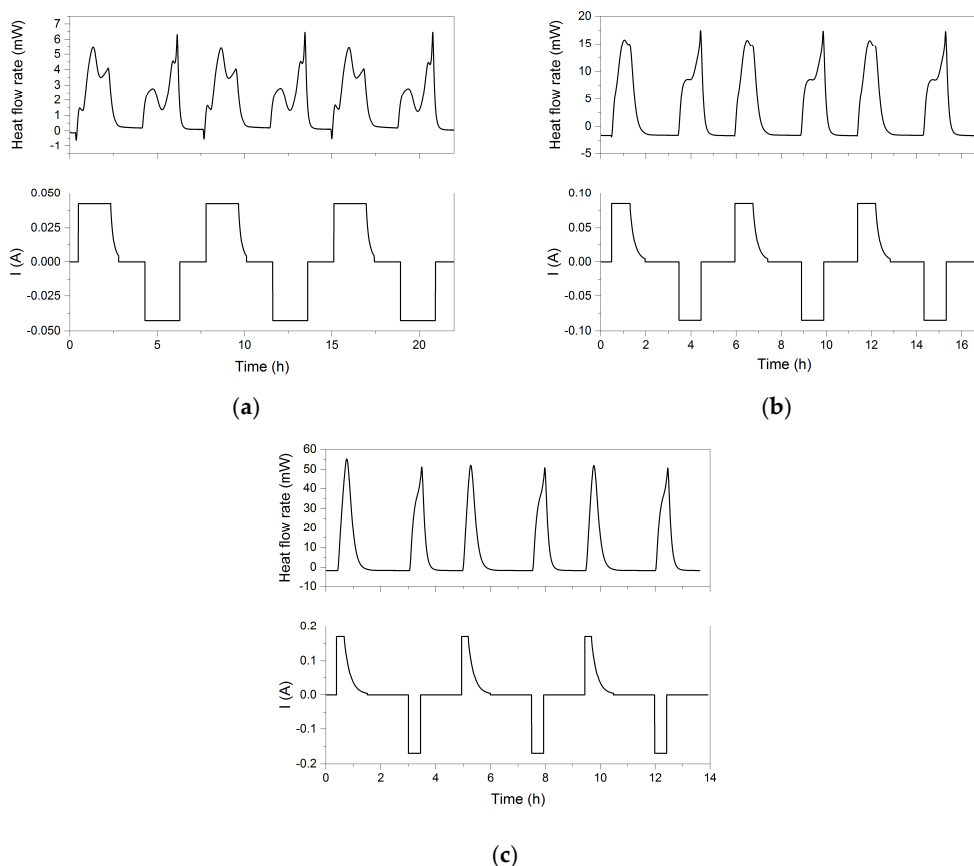 Heat flow rate (mW)
7
6
5
4
3
2
1
0
-1
I (A)
0.050
0.025
0.000
-0.025
-0.050
0 5 10 15 20
Time (h)
(a)
Heat flow rate (mW)
20
15
10
5
0
-5
I (A)
0.10
0.05
0.00
-0.05
-0.10
0 2 4 6 8 10 12 14 16
Time (h)
(b)
Heat flow rate (mW)
60
50
40
30
20
10
0
-10
I (A)
0.2
0.1
0.0
-0.1
-0.2
0 2 4 6 8 10 12 14
Time (h)
(c)